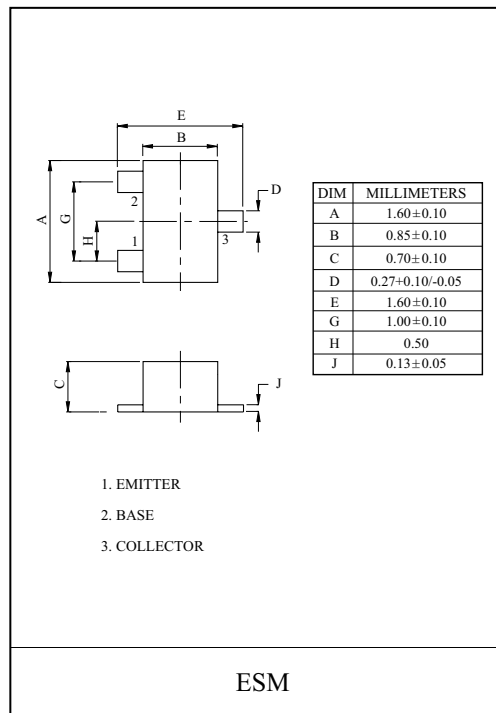 E
B
A
G
H
2
1
D
3
DIM MILLIMETERS
A 1.60±0.10
B 0.85±0.10
C 0.70±0.10
D 0.27+0.10/-0.05
E 1.60±0.10
G 1.00±0.10
H 0.50
J 0.13±0.05
C
J
1. EMITTER
2. BASE
3. COLLECTOR
ESM